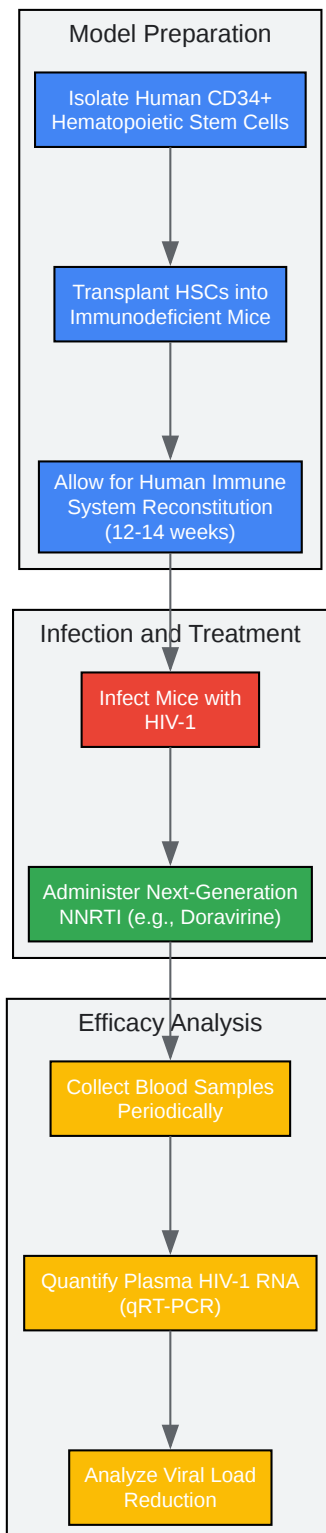 Model Preparation
Isolate Human CD34+
Hematopoietic Stem Cells
Transplant HSCs into
Immunodeficient Mice
Allow for Human Immune
System Reconstitution
(12-14 weeks)
Infection and Treatment
Infect Mice with
HIV-1
Administer Next-Generation
NNRTI (e.g., Doravirine)
Efficacy Analysis
Collect Blood Samples
Periodically
Quantify Plasma HIV-1 RNA
(qRT-PCR)
Analyze Viral Load
Reduction